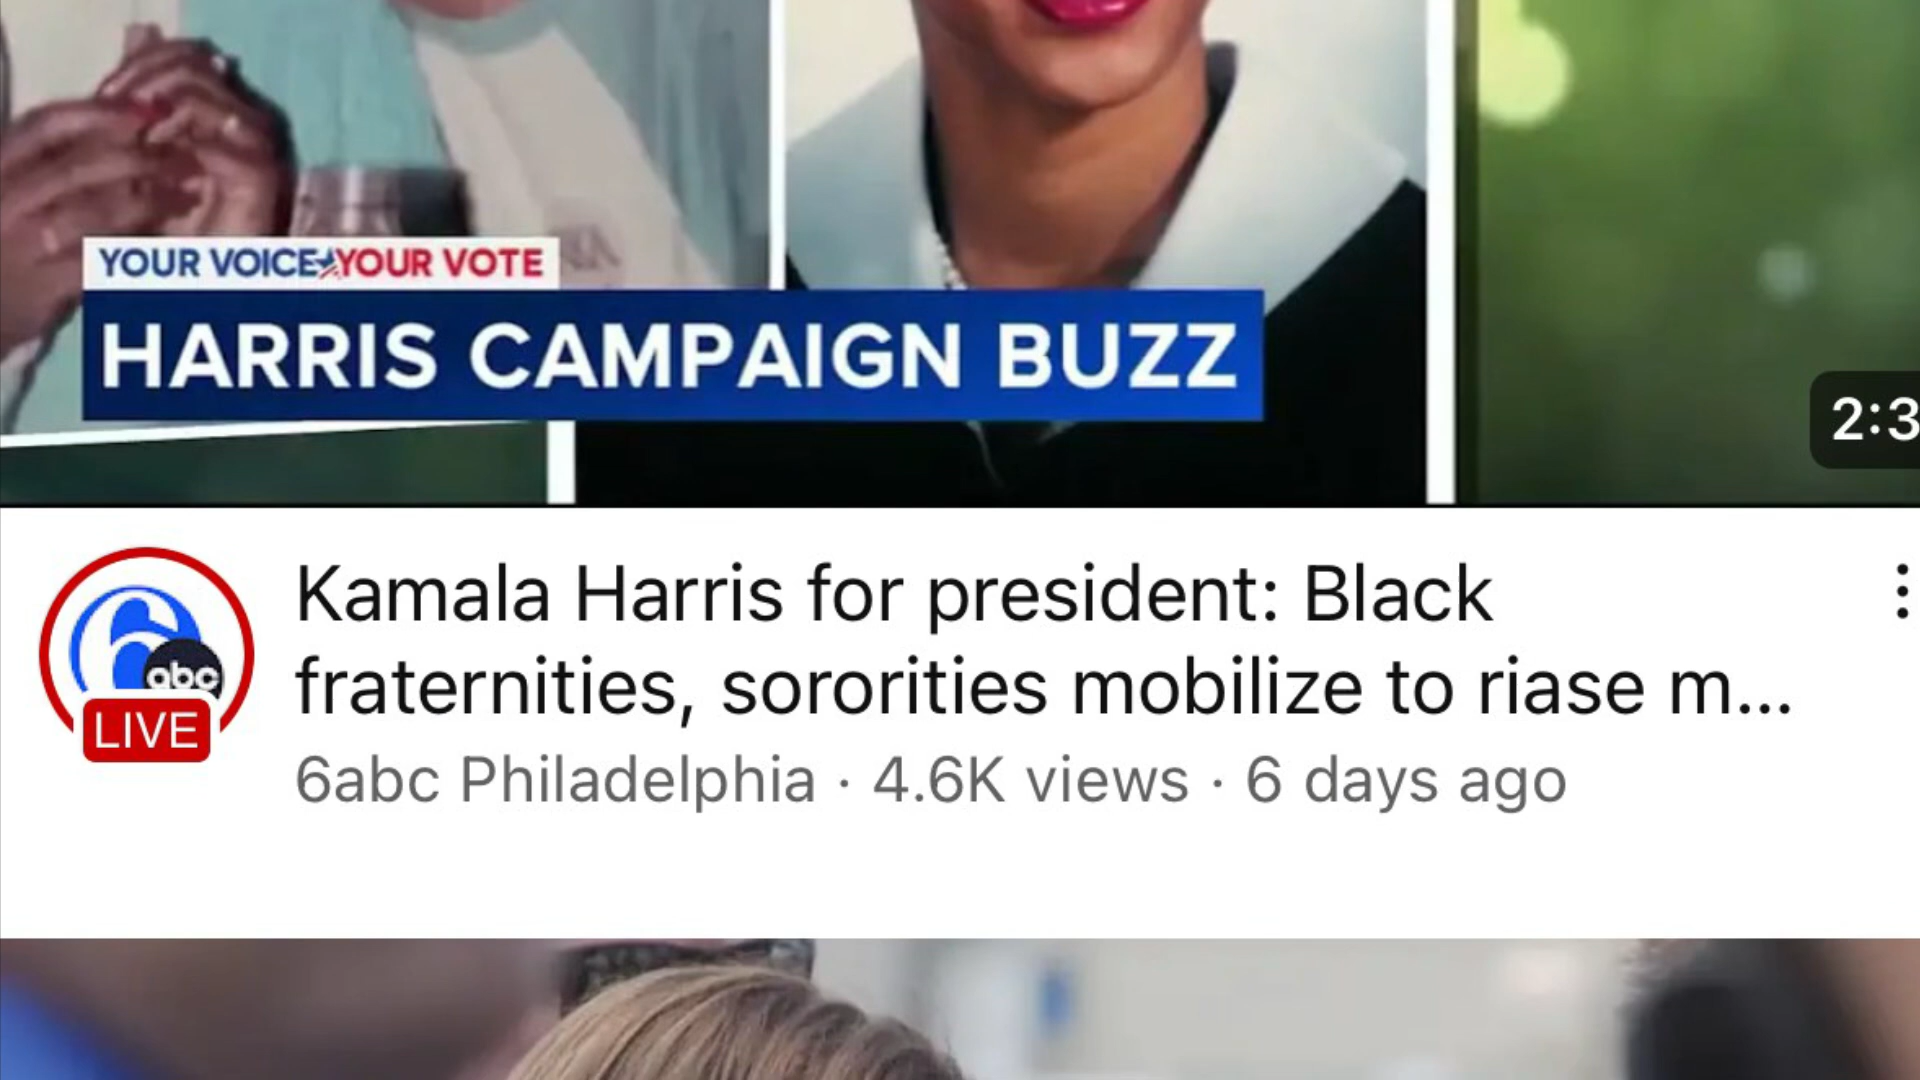 YOUR VOICE YOUR VOTE
HARRIS CAMPAIGN BUZZ
2:3
6
abc
LIVE
Kamala Harris for president: Black
fraternities, sororities mobilize to riase m...
6abc Philadelphia · 4.6K views · 6 days ago